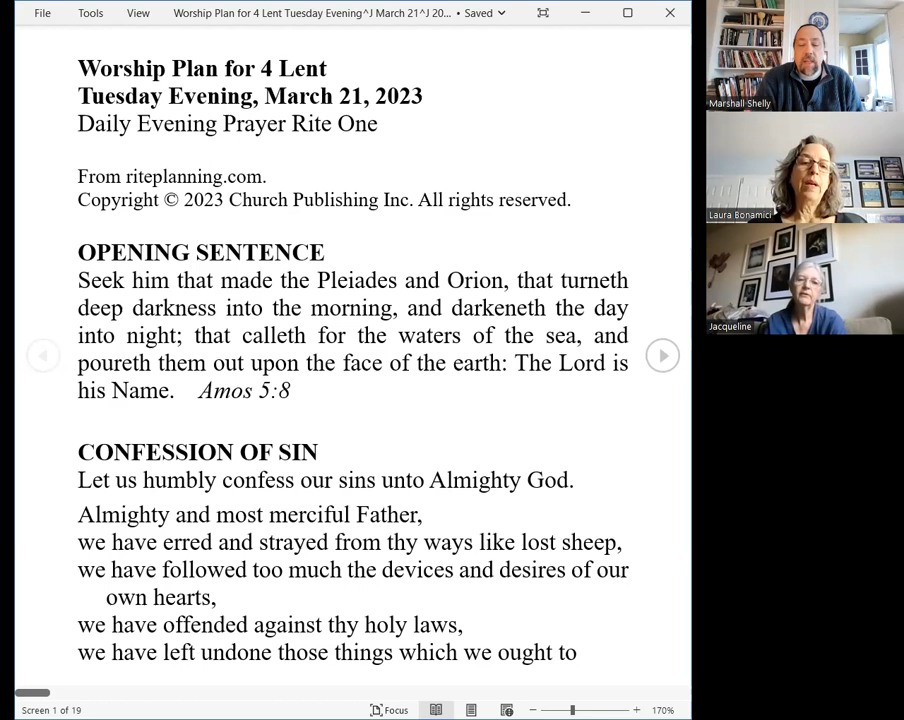 File Tools View Worship Plan for 4 Lent Tuesday Evening^J March 21^J 20... • Saved
Worship Plan for 4 Lent
Tuesday Evening, March 21, 2023
Daily Evening Prayer Rite One
From riteplanning.com.
Copyright © 2023 Church Publishing Inc. All rights reserved.
OPENING SENTENCE
Seek him that made the Pleiades and Orion, that turneth
deep darkness into the morning, and darkeneth the day
into night; that calleth for the waters of the sea, and
poureth them out upon the face of the earth: The Lord is
his Name. Amos 5:8
CONFESSION OF SIN
Let us humbly confess our sins unto Almighty God.
Almighty and most merciful Father,
we have erred and strayed from thy ways like lost sheep,
we have followed too much the devices and desires of our
own hearts,
we have offended against thy holy laws,
we have left undone those things which we ought to
Screen 1 of 19 Focus 170%
Marshall Shelly
Laura Bonamici
Jacqueline